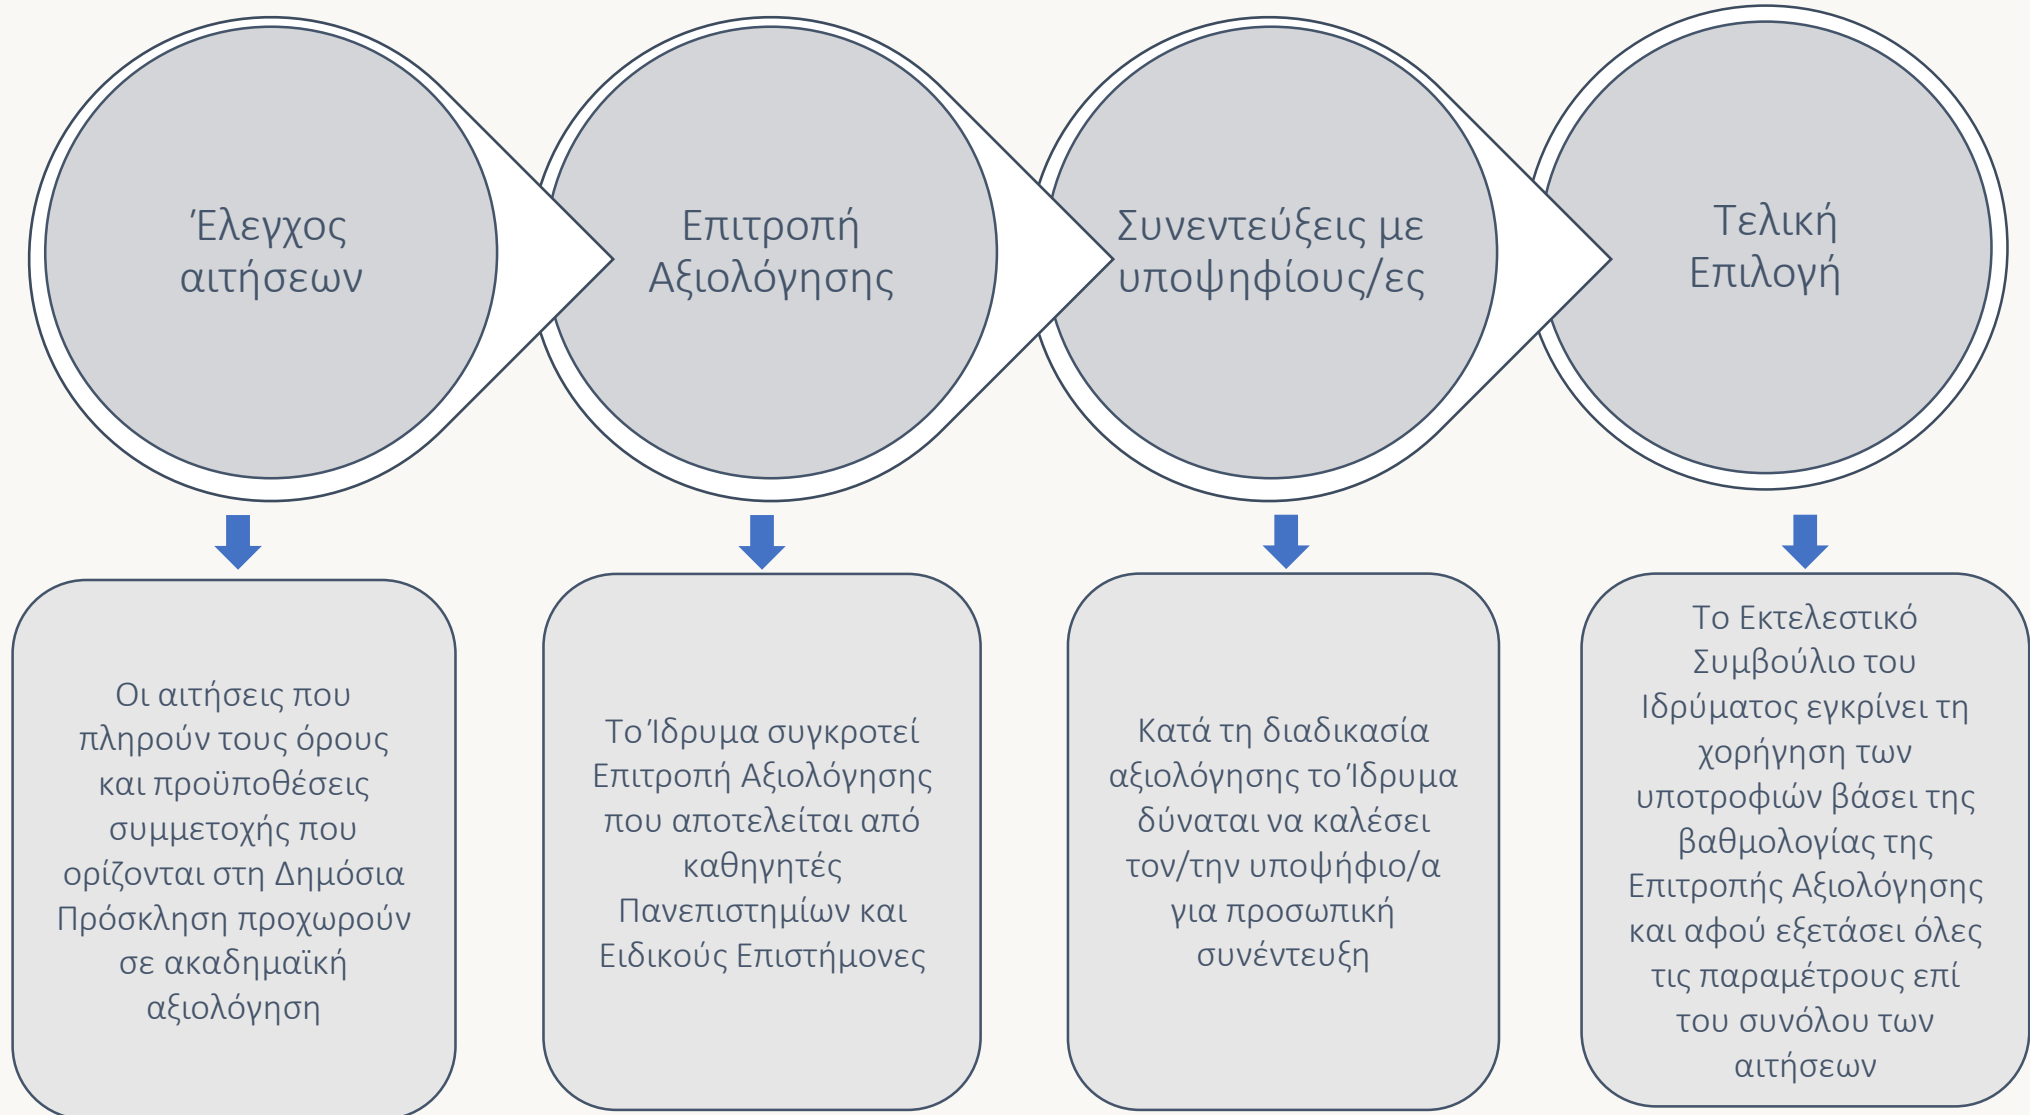 Έλεγχος
αιτήσεων
Επιτροπή
Αξιολόγησης
Συνεντεύξεις με
υποψηφίους/ες
Τελική
Επιλογή
Οι αιτήσεις που
πληρούν τους όρους
και προϋποθέσεις
συμμετοχής που
ορίζονται στη Δημόσια
Πρόσκληση προχωρούν
σε ακαδημαϊκή
αξιολόγηση
Το Ίδρυμα συγκροτεί
Επιτροπή Αξιολόγησης
που αποτελείται από
καθηγητές
Πανεπιστημίων και
Ειδικούς Επιστήμονες
Κατά τη διαδικασία
αξιολόγησης το Ίδρυμα
δύναται να καλέσει
τον/την υποψήφιο/α
για προσωπική
συνέντευξη
Το Εκτελεστικό
Συμβούλιο του
Ιδρύματος εγκρίνει τη
χορήγηση των
υποτροφιών βάσει της
βαθμολογίας της
Επιτροπής Αξιολόγησης
και αφού εξετάσει όλες
τις παραμέτρους επί
του συνόλου των
αιτήσεων